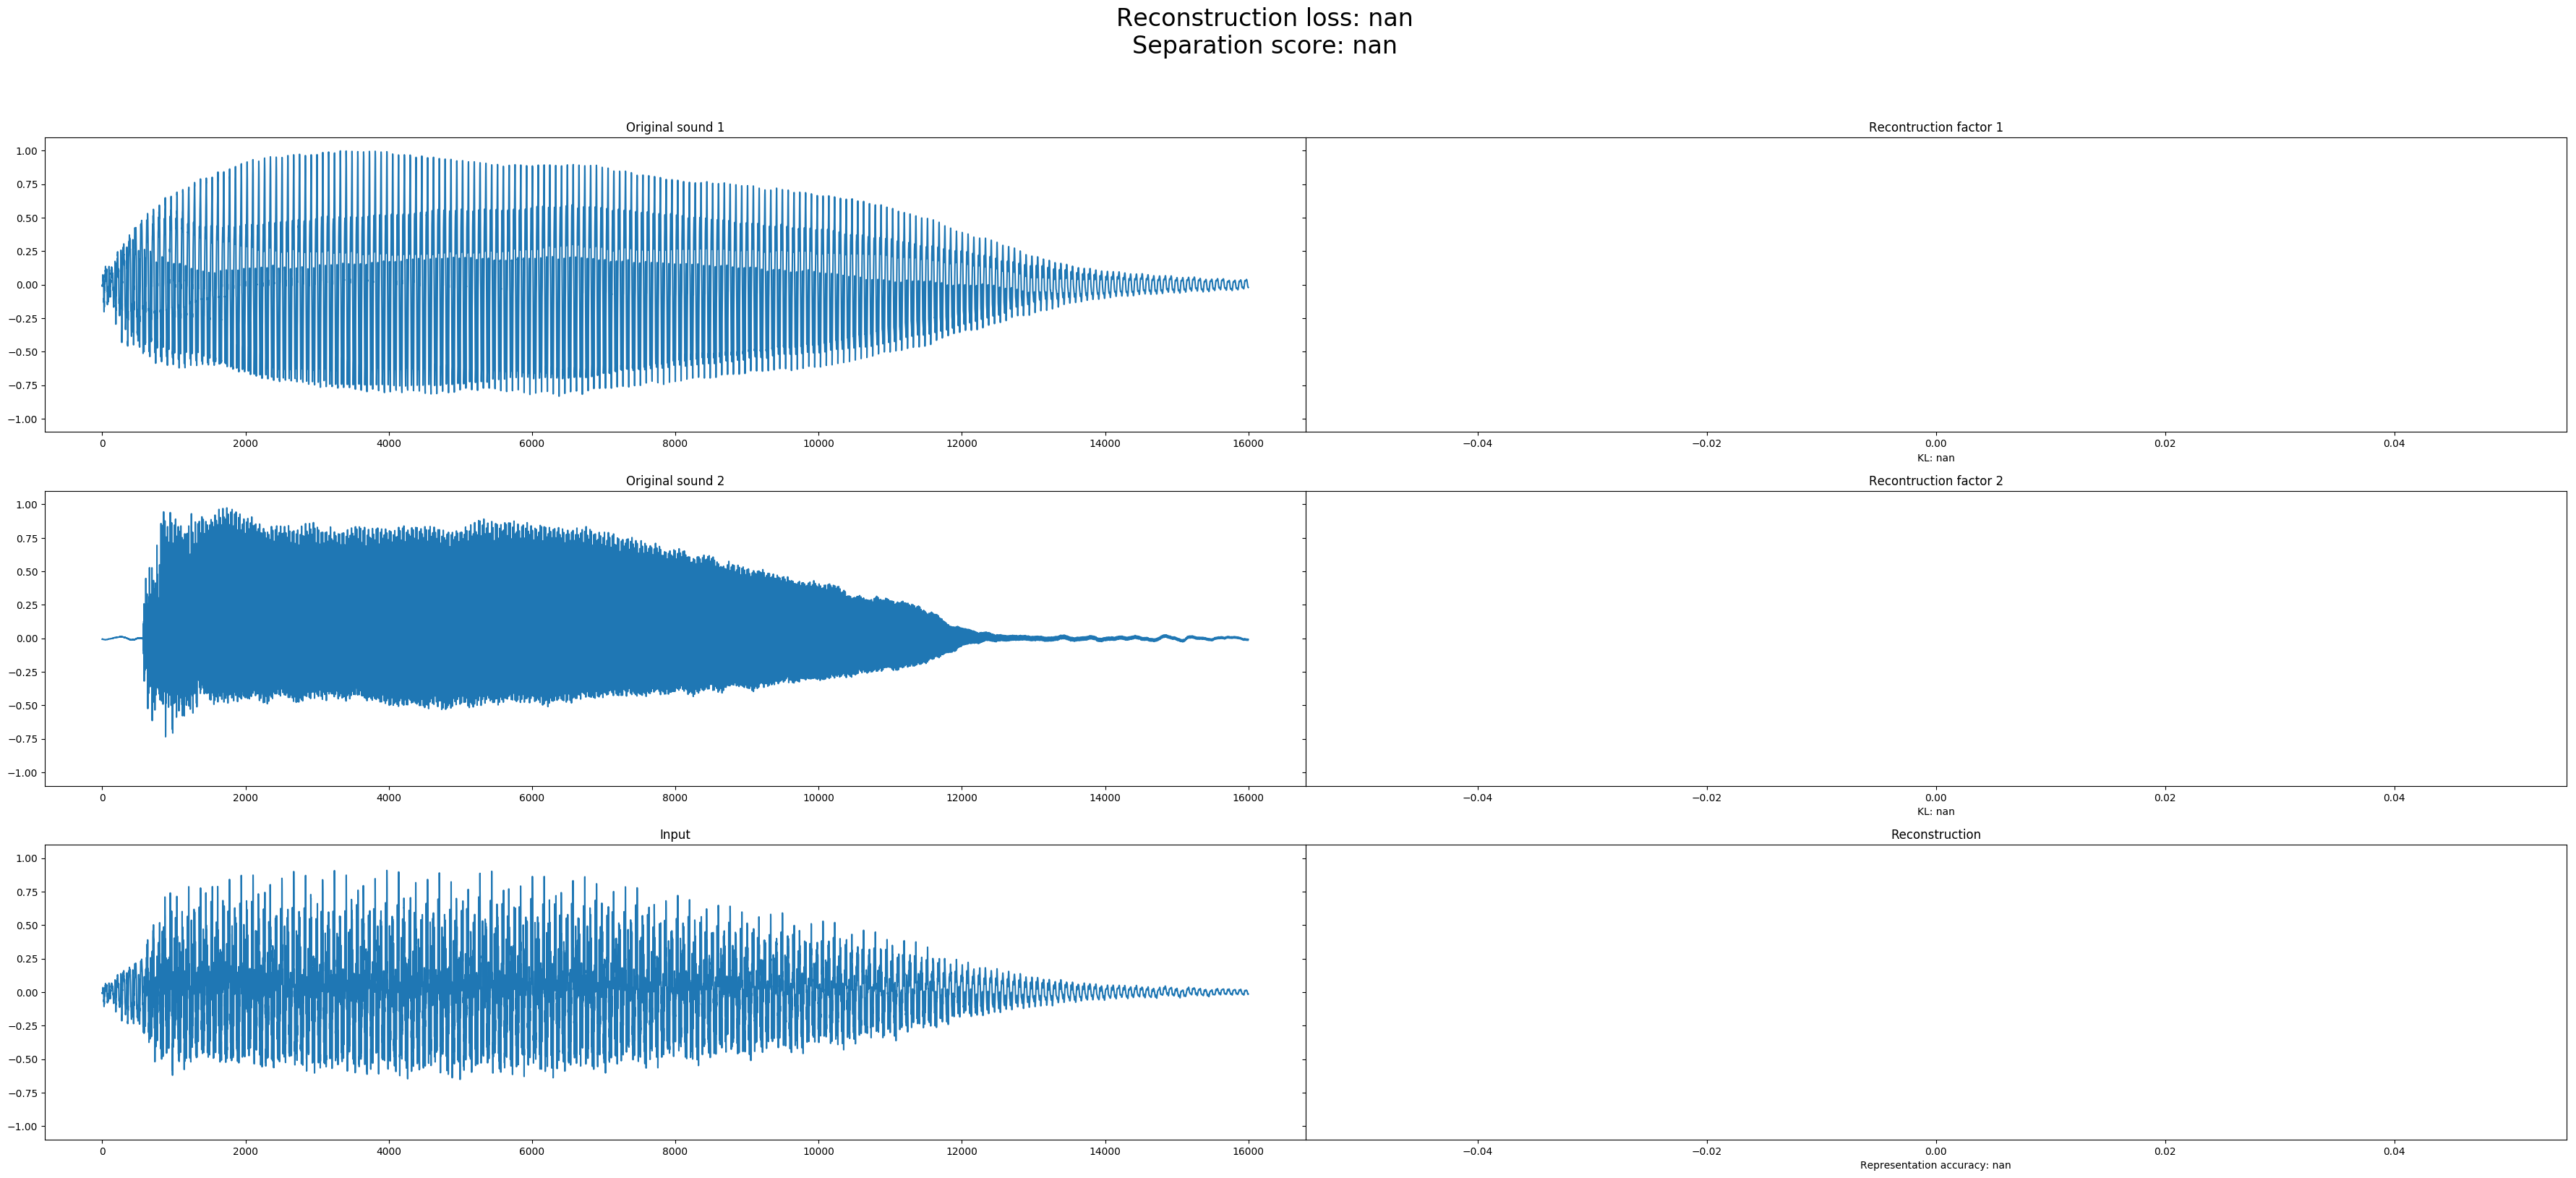 Reconstruction loss: nan
Separation score: nan
Original sound 1
Recontruction factor 1
1.00
0.75
0.50
0.25
0.00
−0.25
−0.50
−0.75
−1.00
0 2000 4000 6000 8000 10000 12000 14000 16000
−0.04 −0.02 0.00 0.02 0.04
KL: nan
Original sound 2
Recontruction factor 2
1.00
0.75
0.50
0.25
0.00
−0.25
−0.50
−0.75
−1.00
0 2000 4000 6000 8000 10000 12000 14000 16000
−0.04 −0.02 0.00 0.02 0.04
KL: nan
Input
Reconstruction
1.00
0.75
0.50
0.25
0.00
−0.25
−0.50
−0.75
−1.00
0 2000 4000 6000 8000 10000 12000 14000 16000
−0.04 −0.02 0.00 0.02 0.04
Representation accuracy: nan